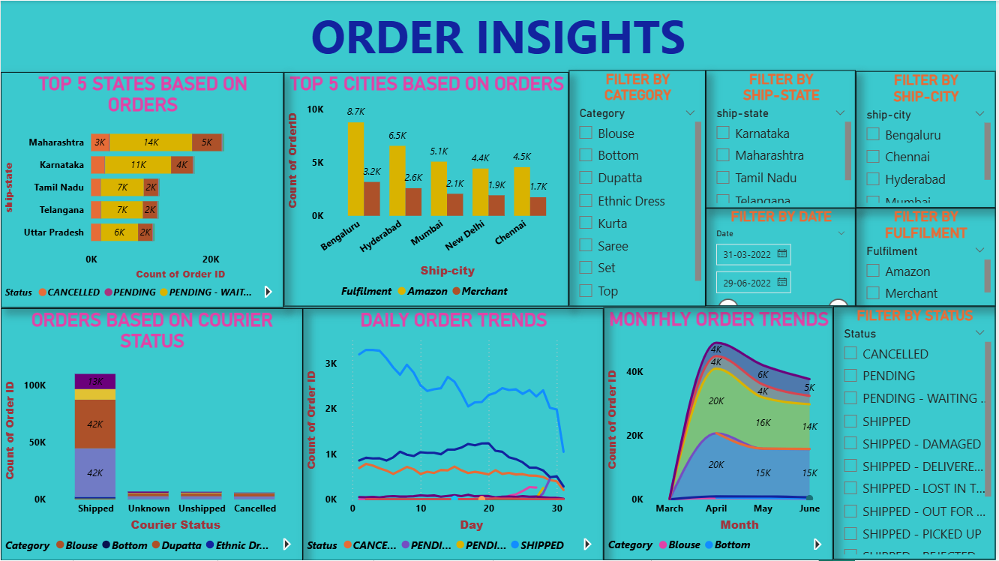 ORDER INSIGHTS
TOP 5 STATES BASED ON
ORDERS
ship-state
Maharashtra
3K 14K 5K
Karnataka
11K 4K
Tamil Nadu
7K 2K
Telangana
7K 2K
Uttar Pradesh
6K 2K
0K 20K
Count of Order ID
Status CANCELLED PENDING PENDING - WAIT...
TOP 5 CITIES BASED ON ORDERS
Count of OrderID
10K
5K
0K
8.7K
3.2K
6.5K
2.6K
5.1K
2.1K
4.4K
1.9K
4.5K
1.7K
Bengaluru
Hyderabad
Mumbai
New Delhi
Chennai
Ship-city
Fulfilment Amazon Merchant
FILTER BY
CATEGORY
Category
Blouse
Bottom
Dupatta
Ethnic Dress
Kurta
Saree
Set
Top
FILTER BY
SHIP-STATE
ship-state
Karnataka
Maharashtra
Tamil Nadu
Telangana
FILTER BY
SHIP-CITY
ship-city
Bengaluru
Chennai
Hyderabad
Mumbai
FILTER BY DATE
Date
31-03-2022
29-06-2022
FILTER BY
FULFILMENT
Fulfilment
Amazon
Merchant
ORDERS BASED ON COURIER
STATUS
Count of Order ID
100K
50K
0K
13K
42K
42K
Shipped Unknown Unshipped Cancelled
Courier Status
Category Blouse Bottom Dupatta Ethnic Dr...
DAILY ORDER TRENDS
Count of Order ID
3K
2K
1K
0K
0 10 20 30
Day
Status CANCE... PENDI... PENDI... SHIPPED
MONTHLY ORDER TRENDS
Count of Order ID
40K
20K
0K
4K
4K
20K
20K
6K
4K
16K
15K
5K
14K
15K
March April May June
Month
Category Blouse Bottom
FILTER BY STATUS
Status
CANCELLED
PENDING
PENDING - WAITING ...
SHIPPED
SHIPPED - DAMAGED
SHIPPED - DELIVERE...
SHIPPED - LOST IN T...
SHIPPED - OUT FOR ...
SHIPPED - PICKED UP
SHIPPED - REJECTED